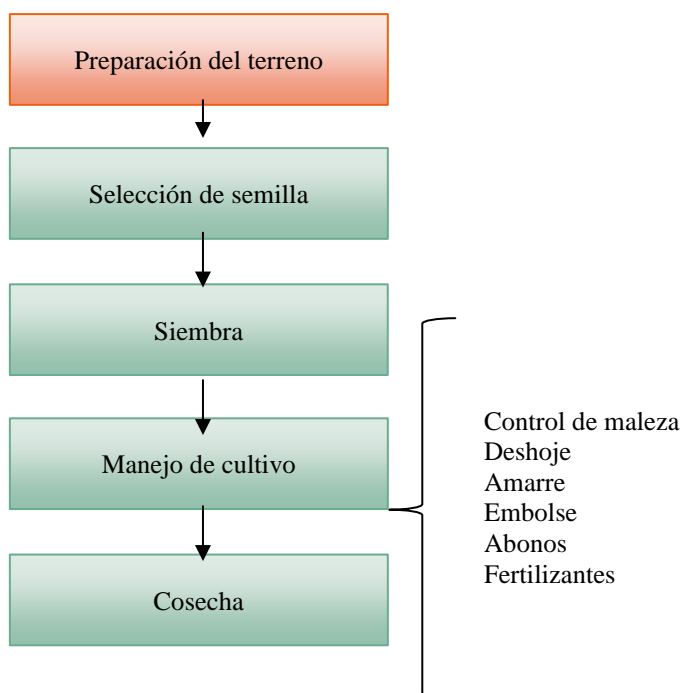 Preparación del terreno
Selección de semilla
Siembra
Manejo de cultivo
Cosecha
Control de maleza
Deshoje
Amarre
Embolse
Abonos
Fertilizantes